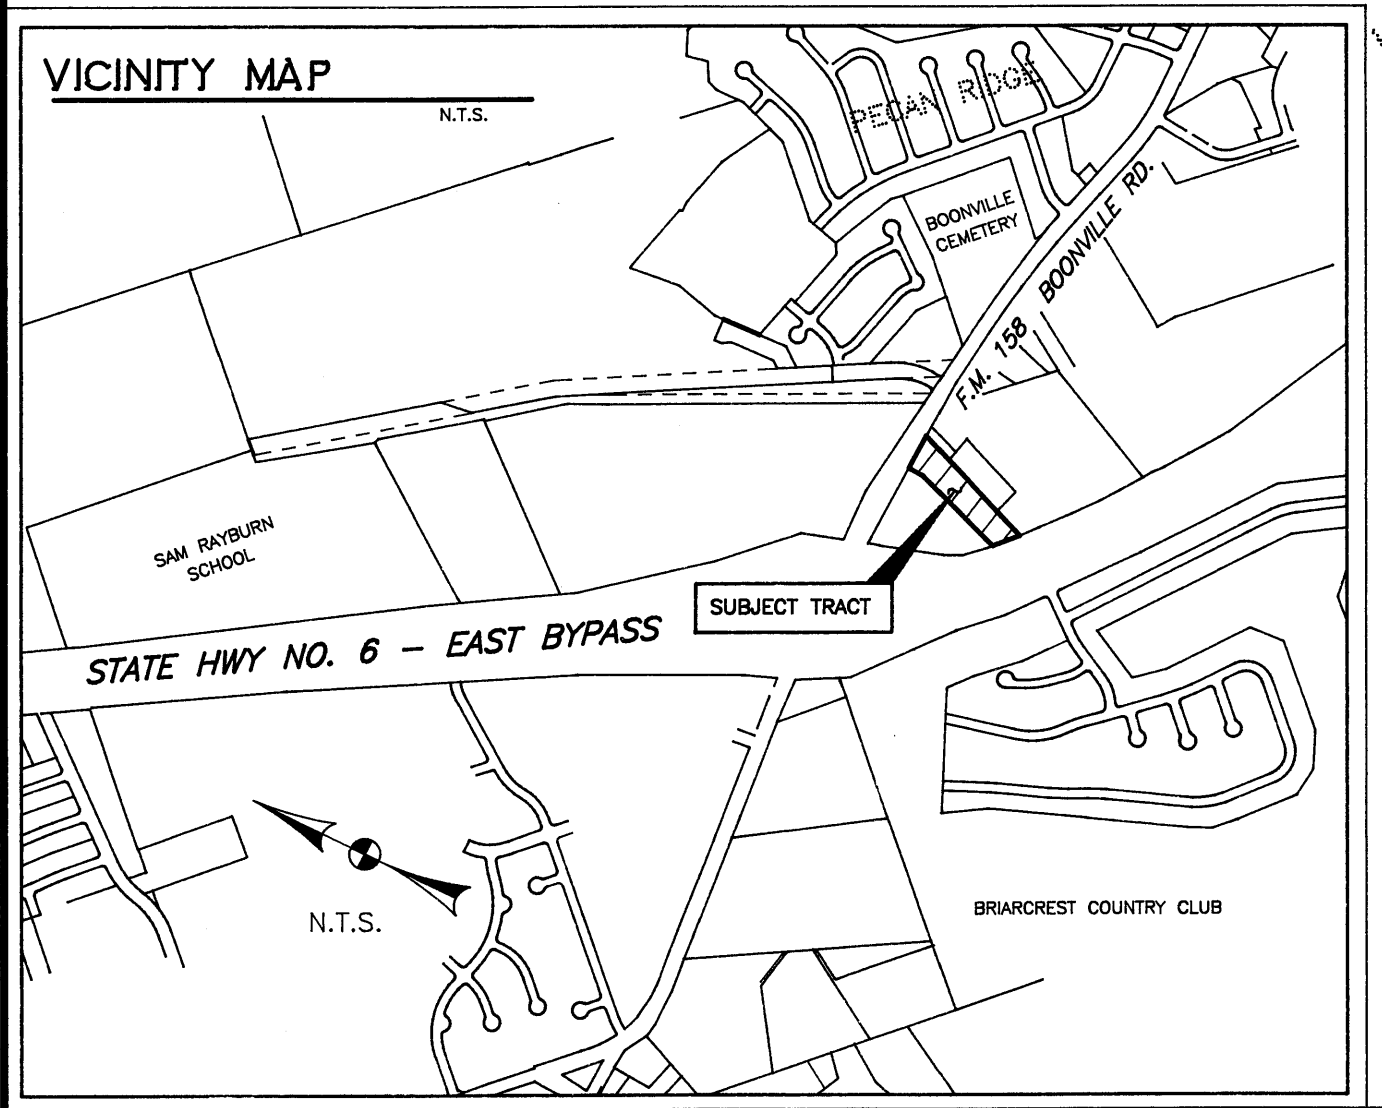 VICINITY MAP
N.T.S.
PECAN RIDGE
BOONVILLE
CEMETERY
F.M. 158 BOONVILLE RD.
SAM RAYBURN
SCHOOL
SUBJECT TRACT
STATE HWY NO. 6 - EAST BYPASS
N.T.S.
BRIARCREST COUNTRY CLUB